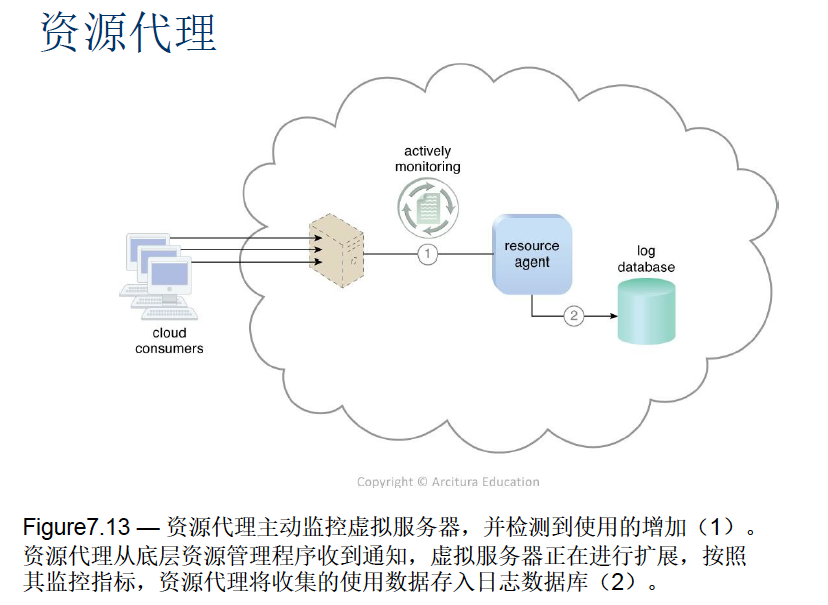 资源代理
actively
monitoring
1
resource
agent
log
database
2
cloud
consumers
Copyright © Arcitura Education
Figure7.13 — 资源代理主动监控虚拟服务器，并检测到使用的增加（1）。
资源代理从底层资源管理程序收到通知，虚拟服务器正在进行扩展，按照
其监控指标，资源代理将收集的使用数据存入日志数据库（2）。